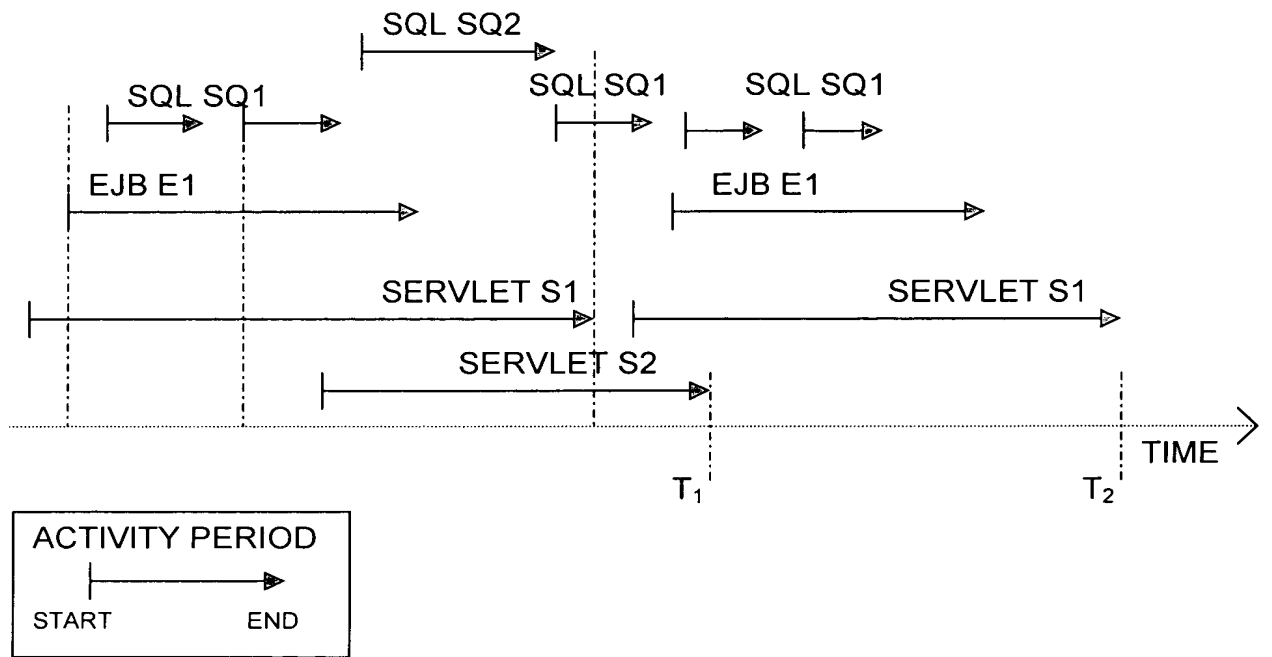 SQL SQ2
SQL SQ1
SQL SQ1
SQL SQ1
EJB E1
EJB E1
SERVLET S1
SERVLET S1
SERVLET S2
TIME
T₁
T₂
ACTIVITY PERIOD
START
END